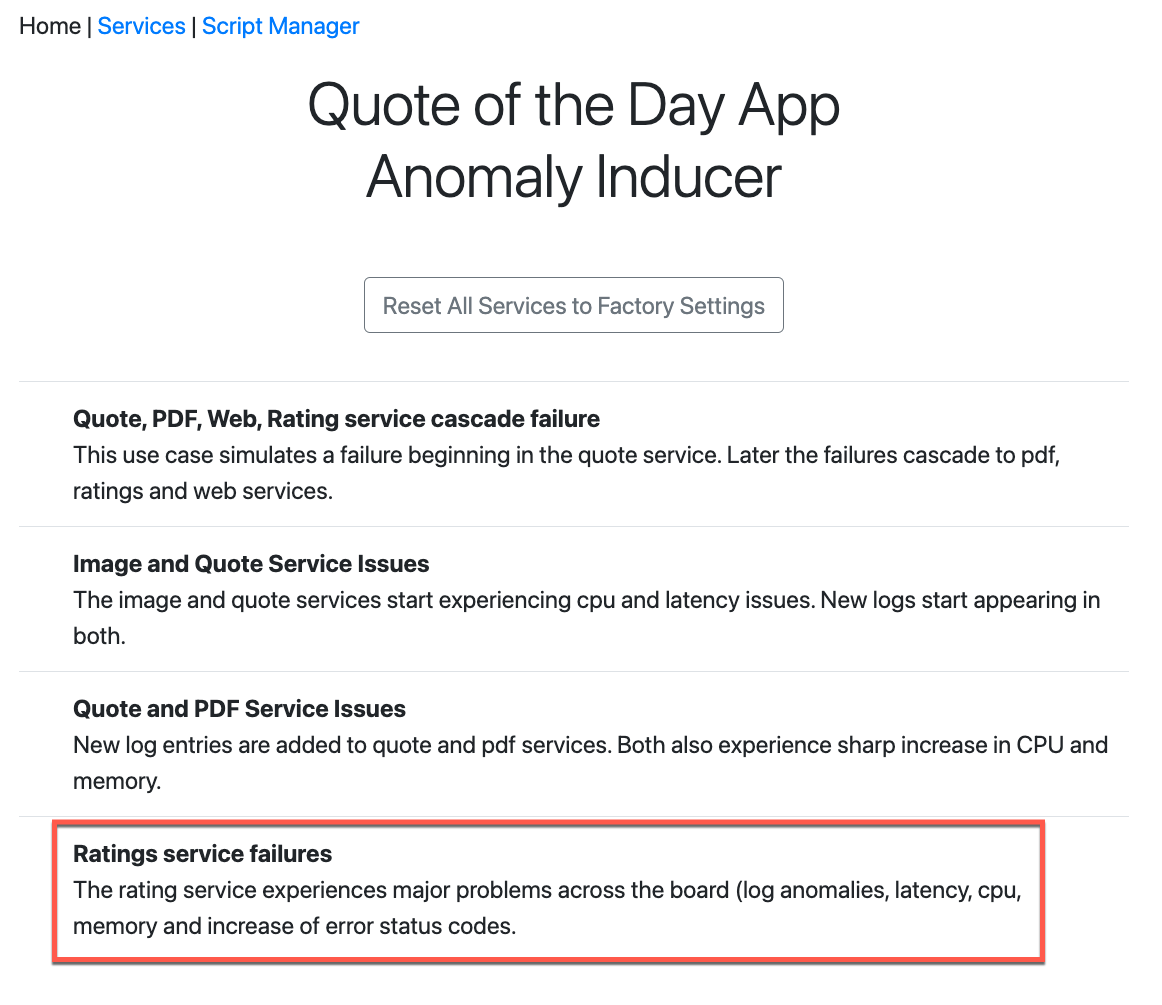 Home | Services | Script Manager
Quote of the Day App
Anomaly Inducer
Reset All Services to Factory Settings
Quote, PDF, Web, Rating service cascade failure
This use case simulates a failure beginning in the quote service. Later the failures cascade to pdf,
ratings and web services.
Image and Quote Service Issues
The image and quote services start experiencing cpu and latency issues. New logs start appearing in
both.
Quote and PDF Service Issues
New log entries are added to quote and pdf services. Both also experience sharp increase in CPU and
memory.
Ratings service failures
The rating service experiences major problems across the board (log anomalies, latency, cpu,
memory and increase of error status codes.